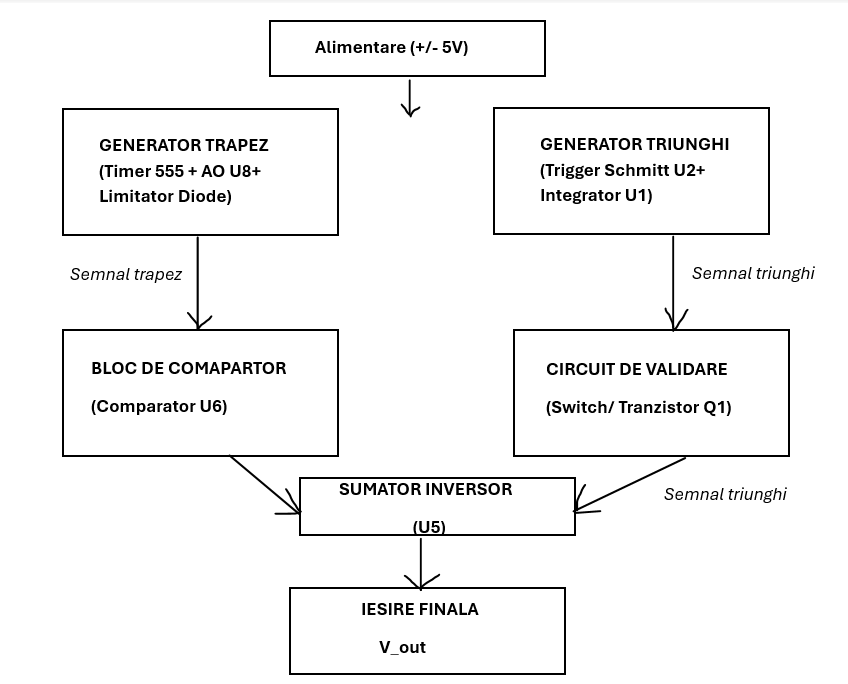 Alimentare (+/- 5V)
GENERATOR TRAPEZ
(Timer 555 + AO U8+
Limitator Diode)
GENERATOR TRIUNGHI
(Trigger Schmitt U2+
Integrator U1)
Semnal trapez
Semnal triunghi
BLOC DE COMAPARTOR
(Comparator U6)
CIRCUIT DE VALIDARE
(Switch/ Tranzistor Q1)
Semnal triunghi
SUMATOR INVERSOR
(U5)
IESIRE FINALA
V_out